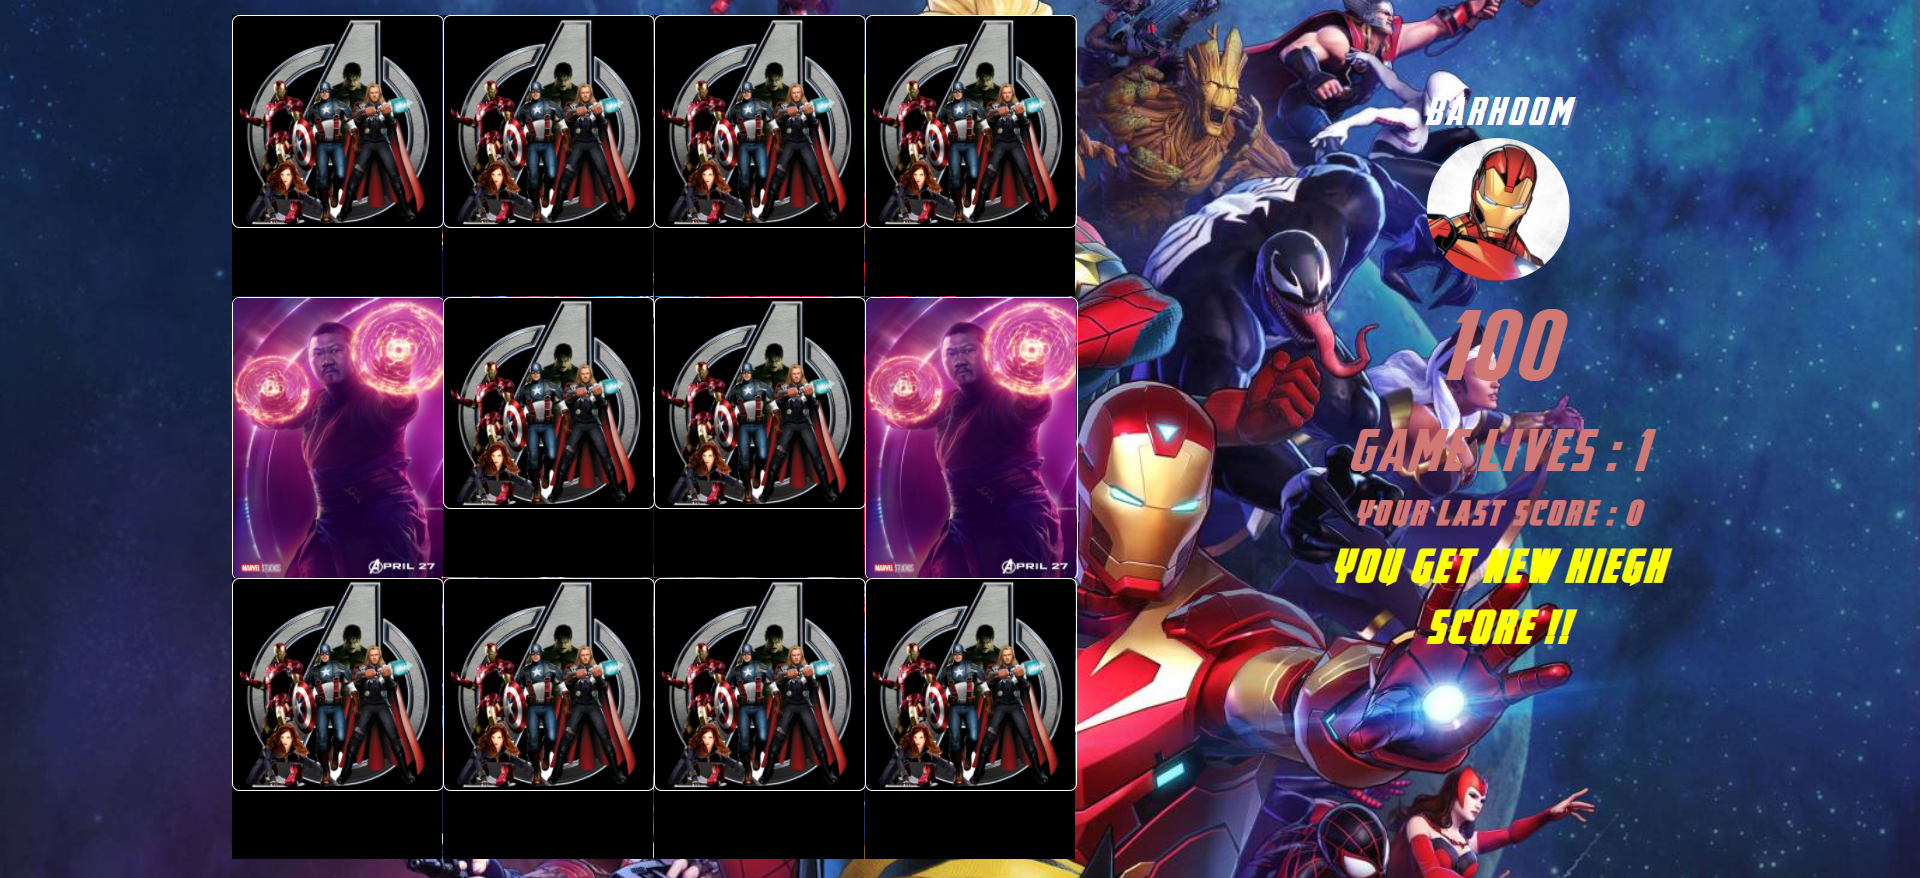 BARHOOM
100
GAME LIVES : 1
YOUR LAST SCORE : 0
YOU GET NEW HIEGH
SCORE !!
MARVEL STUDIOS
APRIL 27
MARVEL STUDIOS
APRIL 27